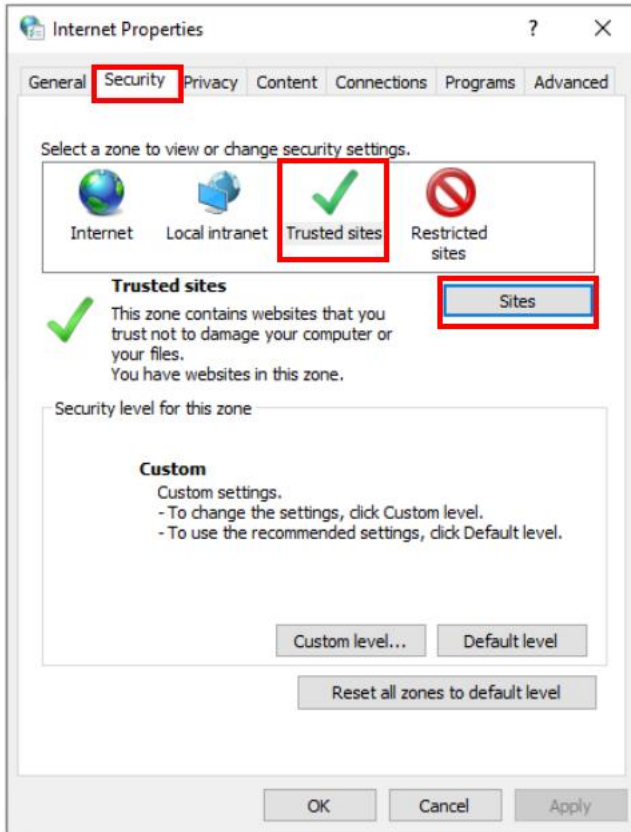 Internet Properties
?
General Security Privacy Content Connections Programs Advanced
Select a zone to view or change security settings.
Internet
Local intranet
Trusted sites
Restricted
sites
Trusted sites
This zone contains websites that you
trust not to damage your computer or
your files.
You have websites in this zone.
Sites
Security level for this zone
Custom
Custom settings.
- To change the settings, click Custom level.
- To use the recommended settings, click Default level.
Custom level... Default level
Reset all zones to default level
OK Cancel Apply